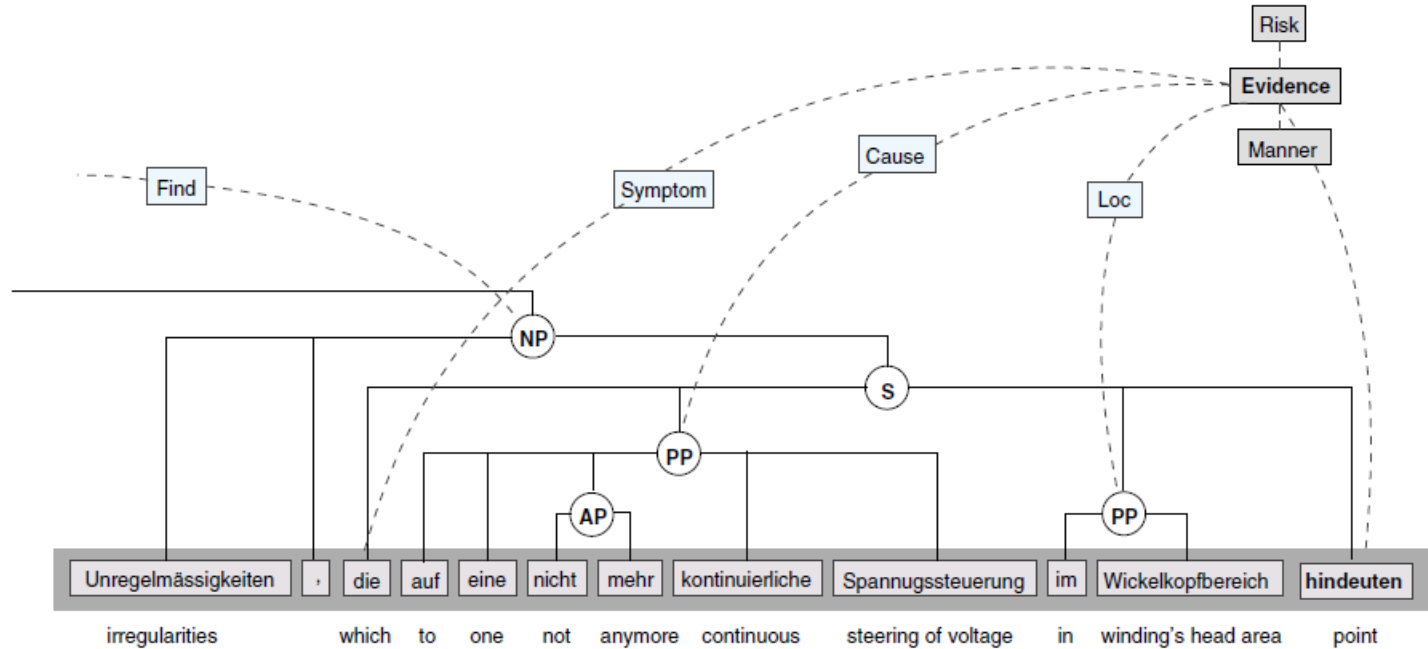 Risk
Evidence
Manner
Cause
Find
Symptom
Loc
NP
S
PP
AP
PP
Unregelmässigkeiten , die auf eine nicht mehr kontinuierliche Spannugssteuerung im Wickelkopfbereich hindeuten
irregularities which to one not anymore continuous steering of voltage in winding's head area point